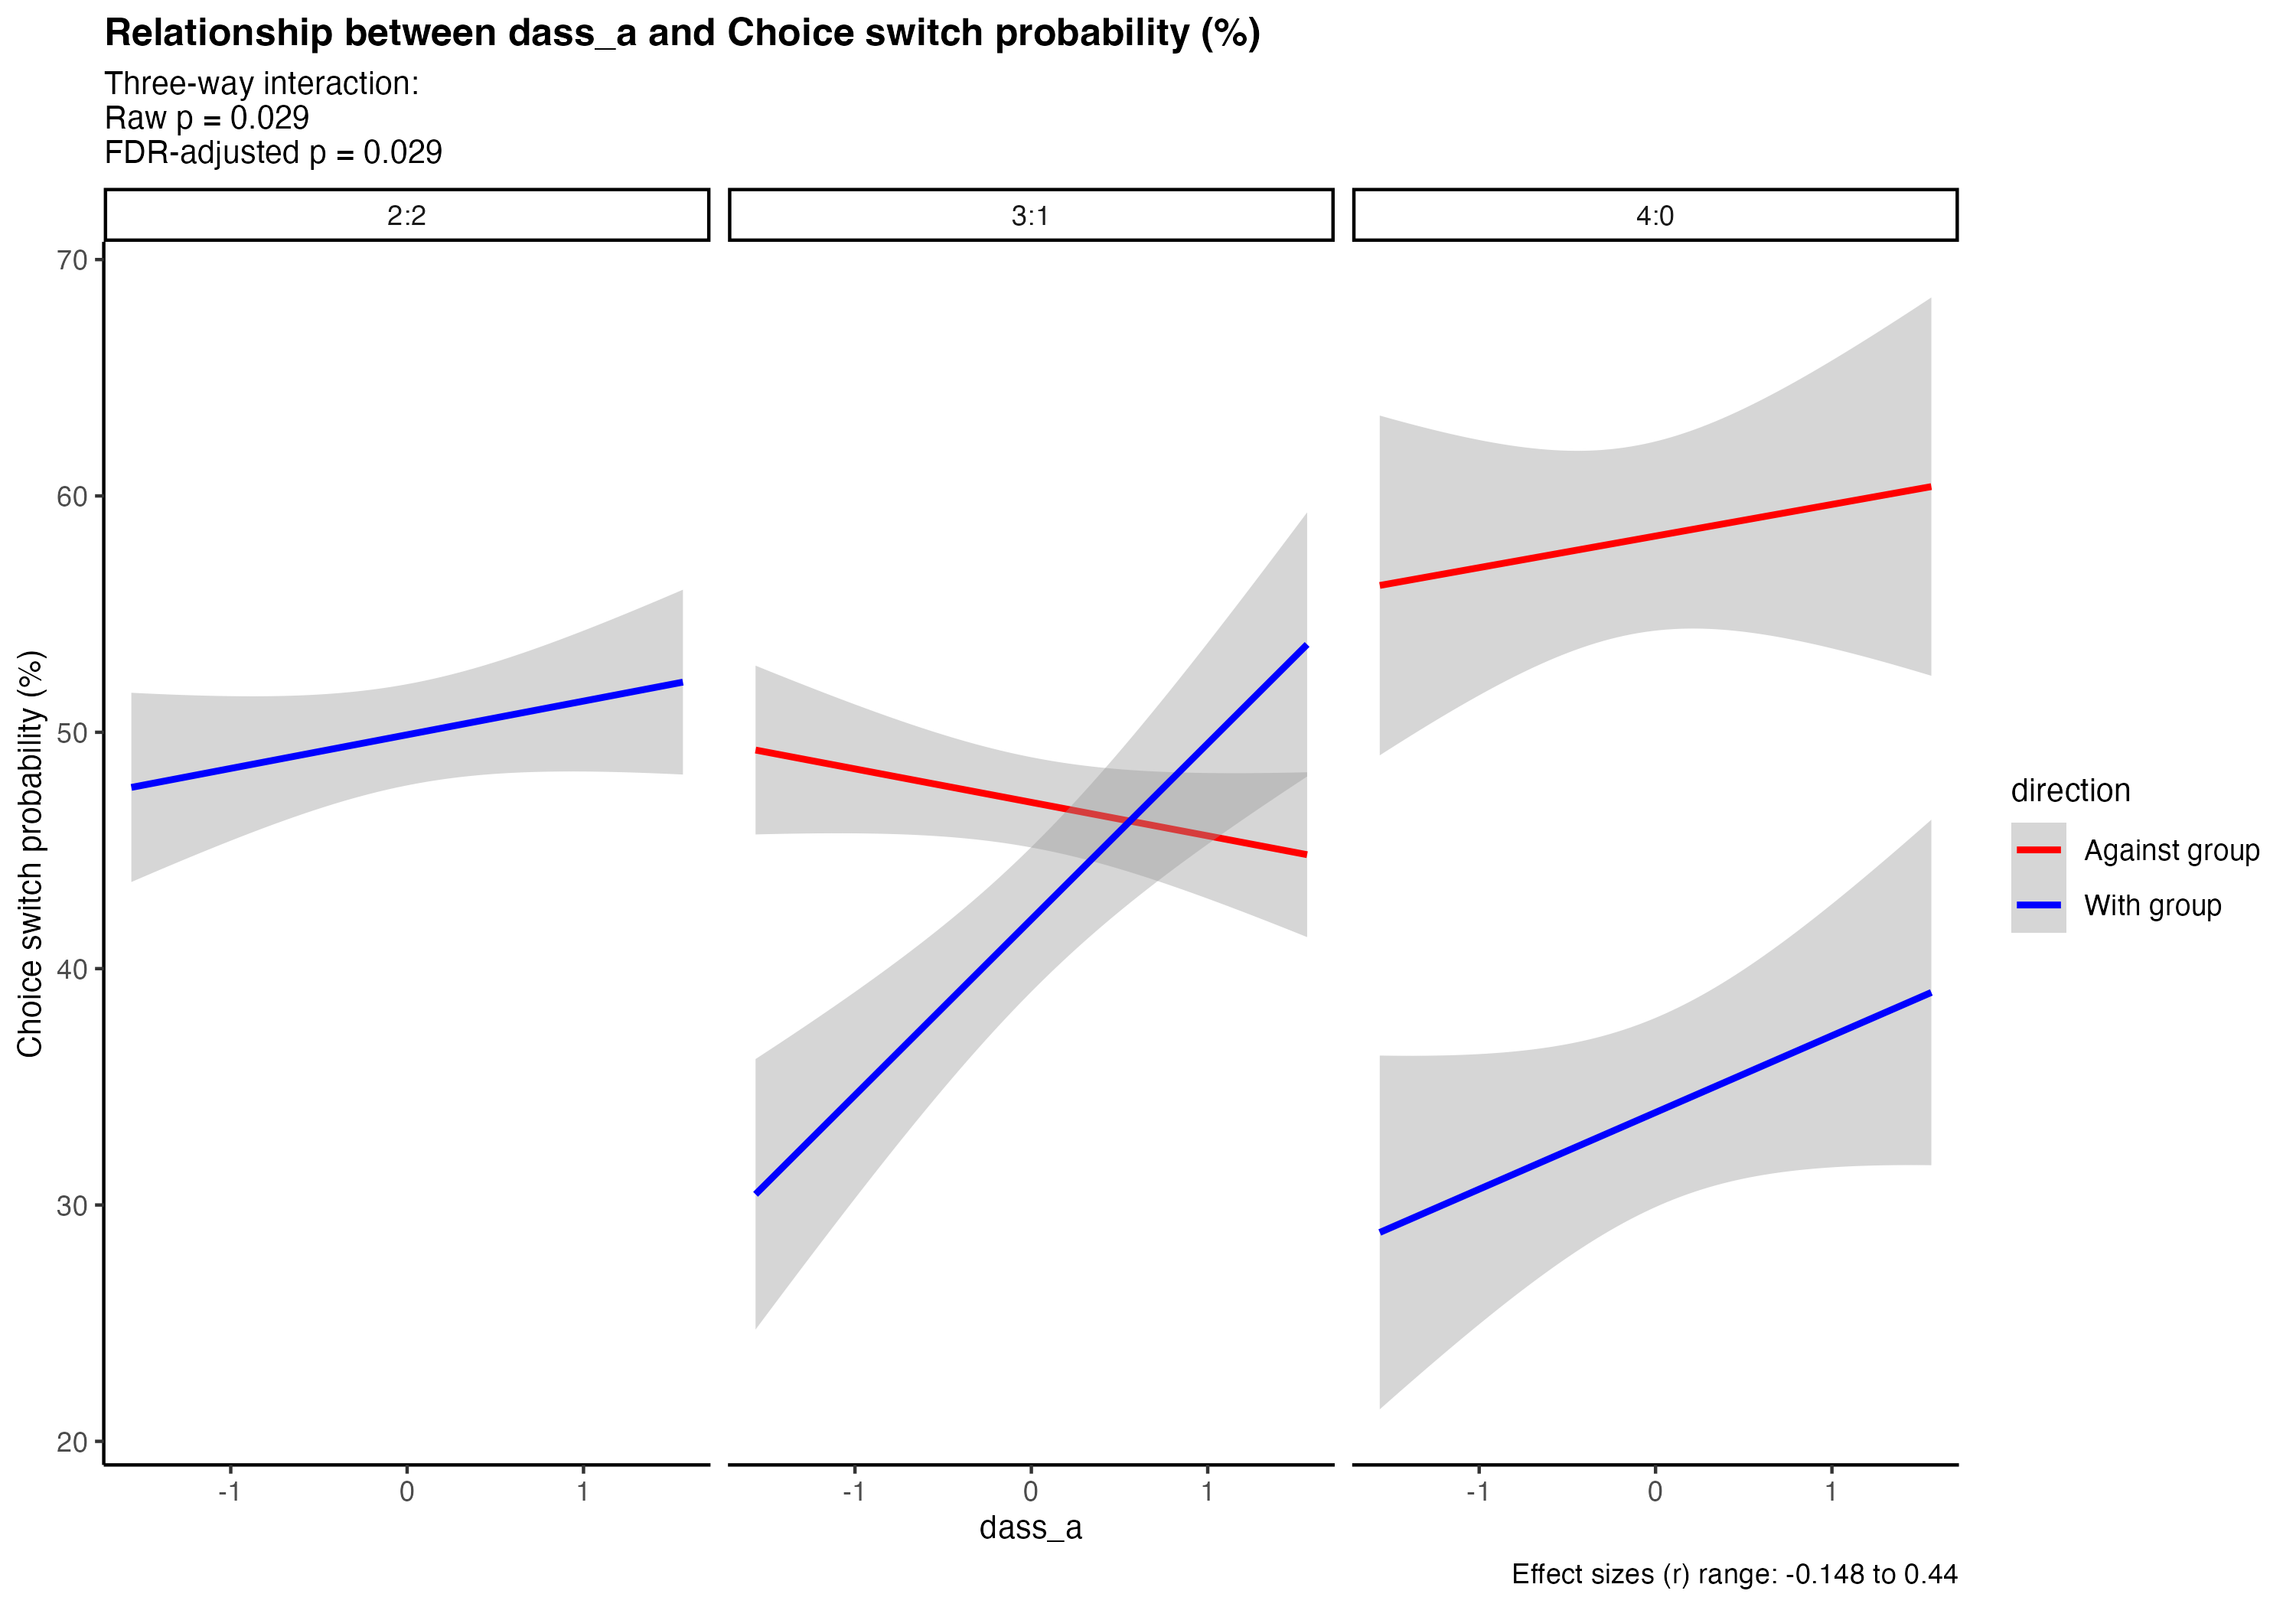 Relationship between dass_a and Choice switch probability (%)
Three-way interaction:
Raw p = 0.029
FDR-adjusted p = 0.029
2:2
3:1
4:0
70
60
50
40
30
20
Choice switch probability (%)
-1 0 1
-1 0 1
-1 0 1
dass_a
direction
Against group
With group
Effect sizes (r) range: -0.148 to 0.44